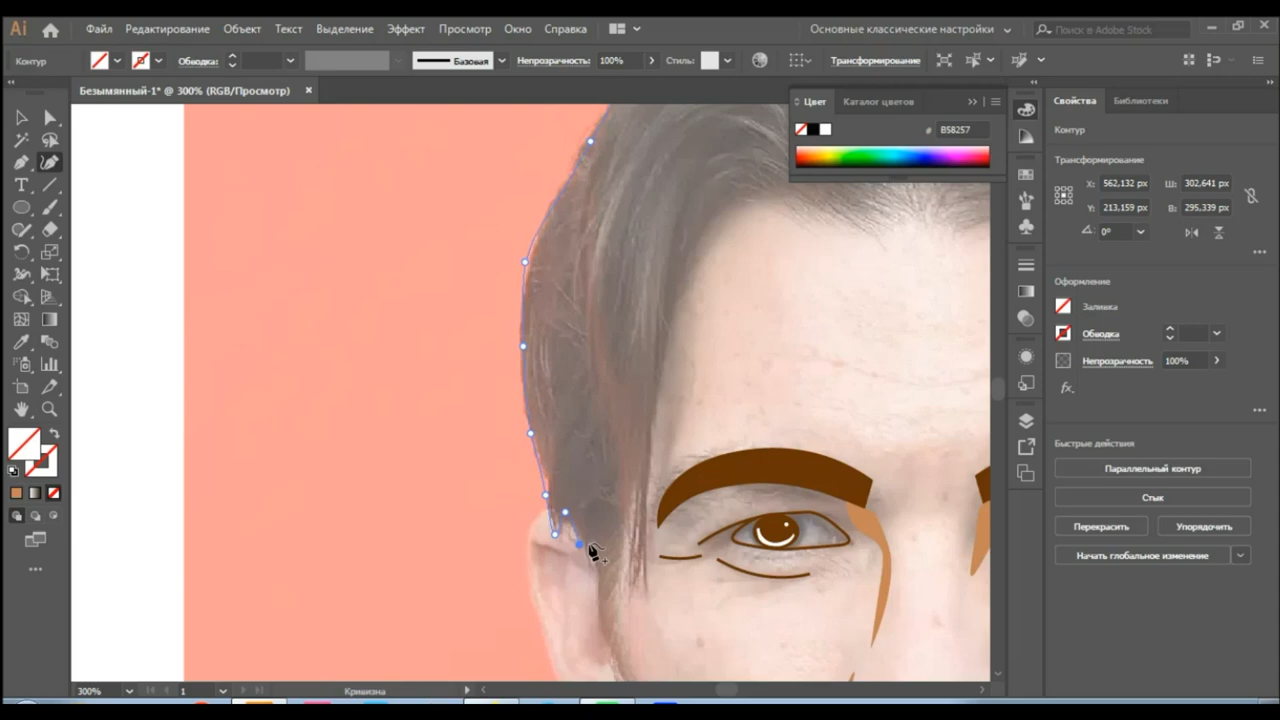 Ai Файл Редактирование Объект Текст Выделение Эффект Просмотр Окно Справка Основные классические настройки Поиск в Adobe Stock
Контур Обводка: Базовая Непрозрачность: 100% Стиль: Трансформирование
Безымянный-1* @ 300% (RGB/Просмотр) ×
Цвет Каталог цветов
# B58257
Свойства Библиотеки
Контур
Трансформирование
X: 562,132 px Ш: 302,641 px
Y: 213,159 px В: 295,339 px
0°
Оформление
Заливка
Обводка
Непрозрачность 100%
fx.
Быстрые действия
Параллельный контур
Стык
Перекрасить Упорядочить
Начать глобальное изменение
300% 1 Кривизна